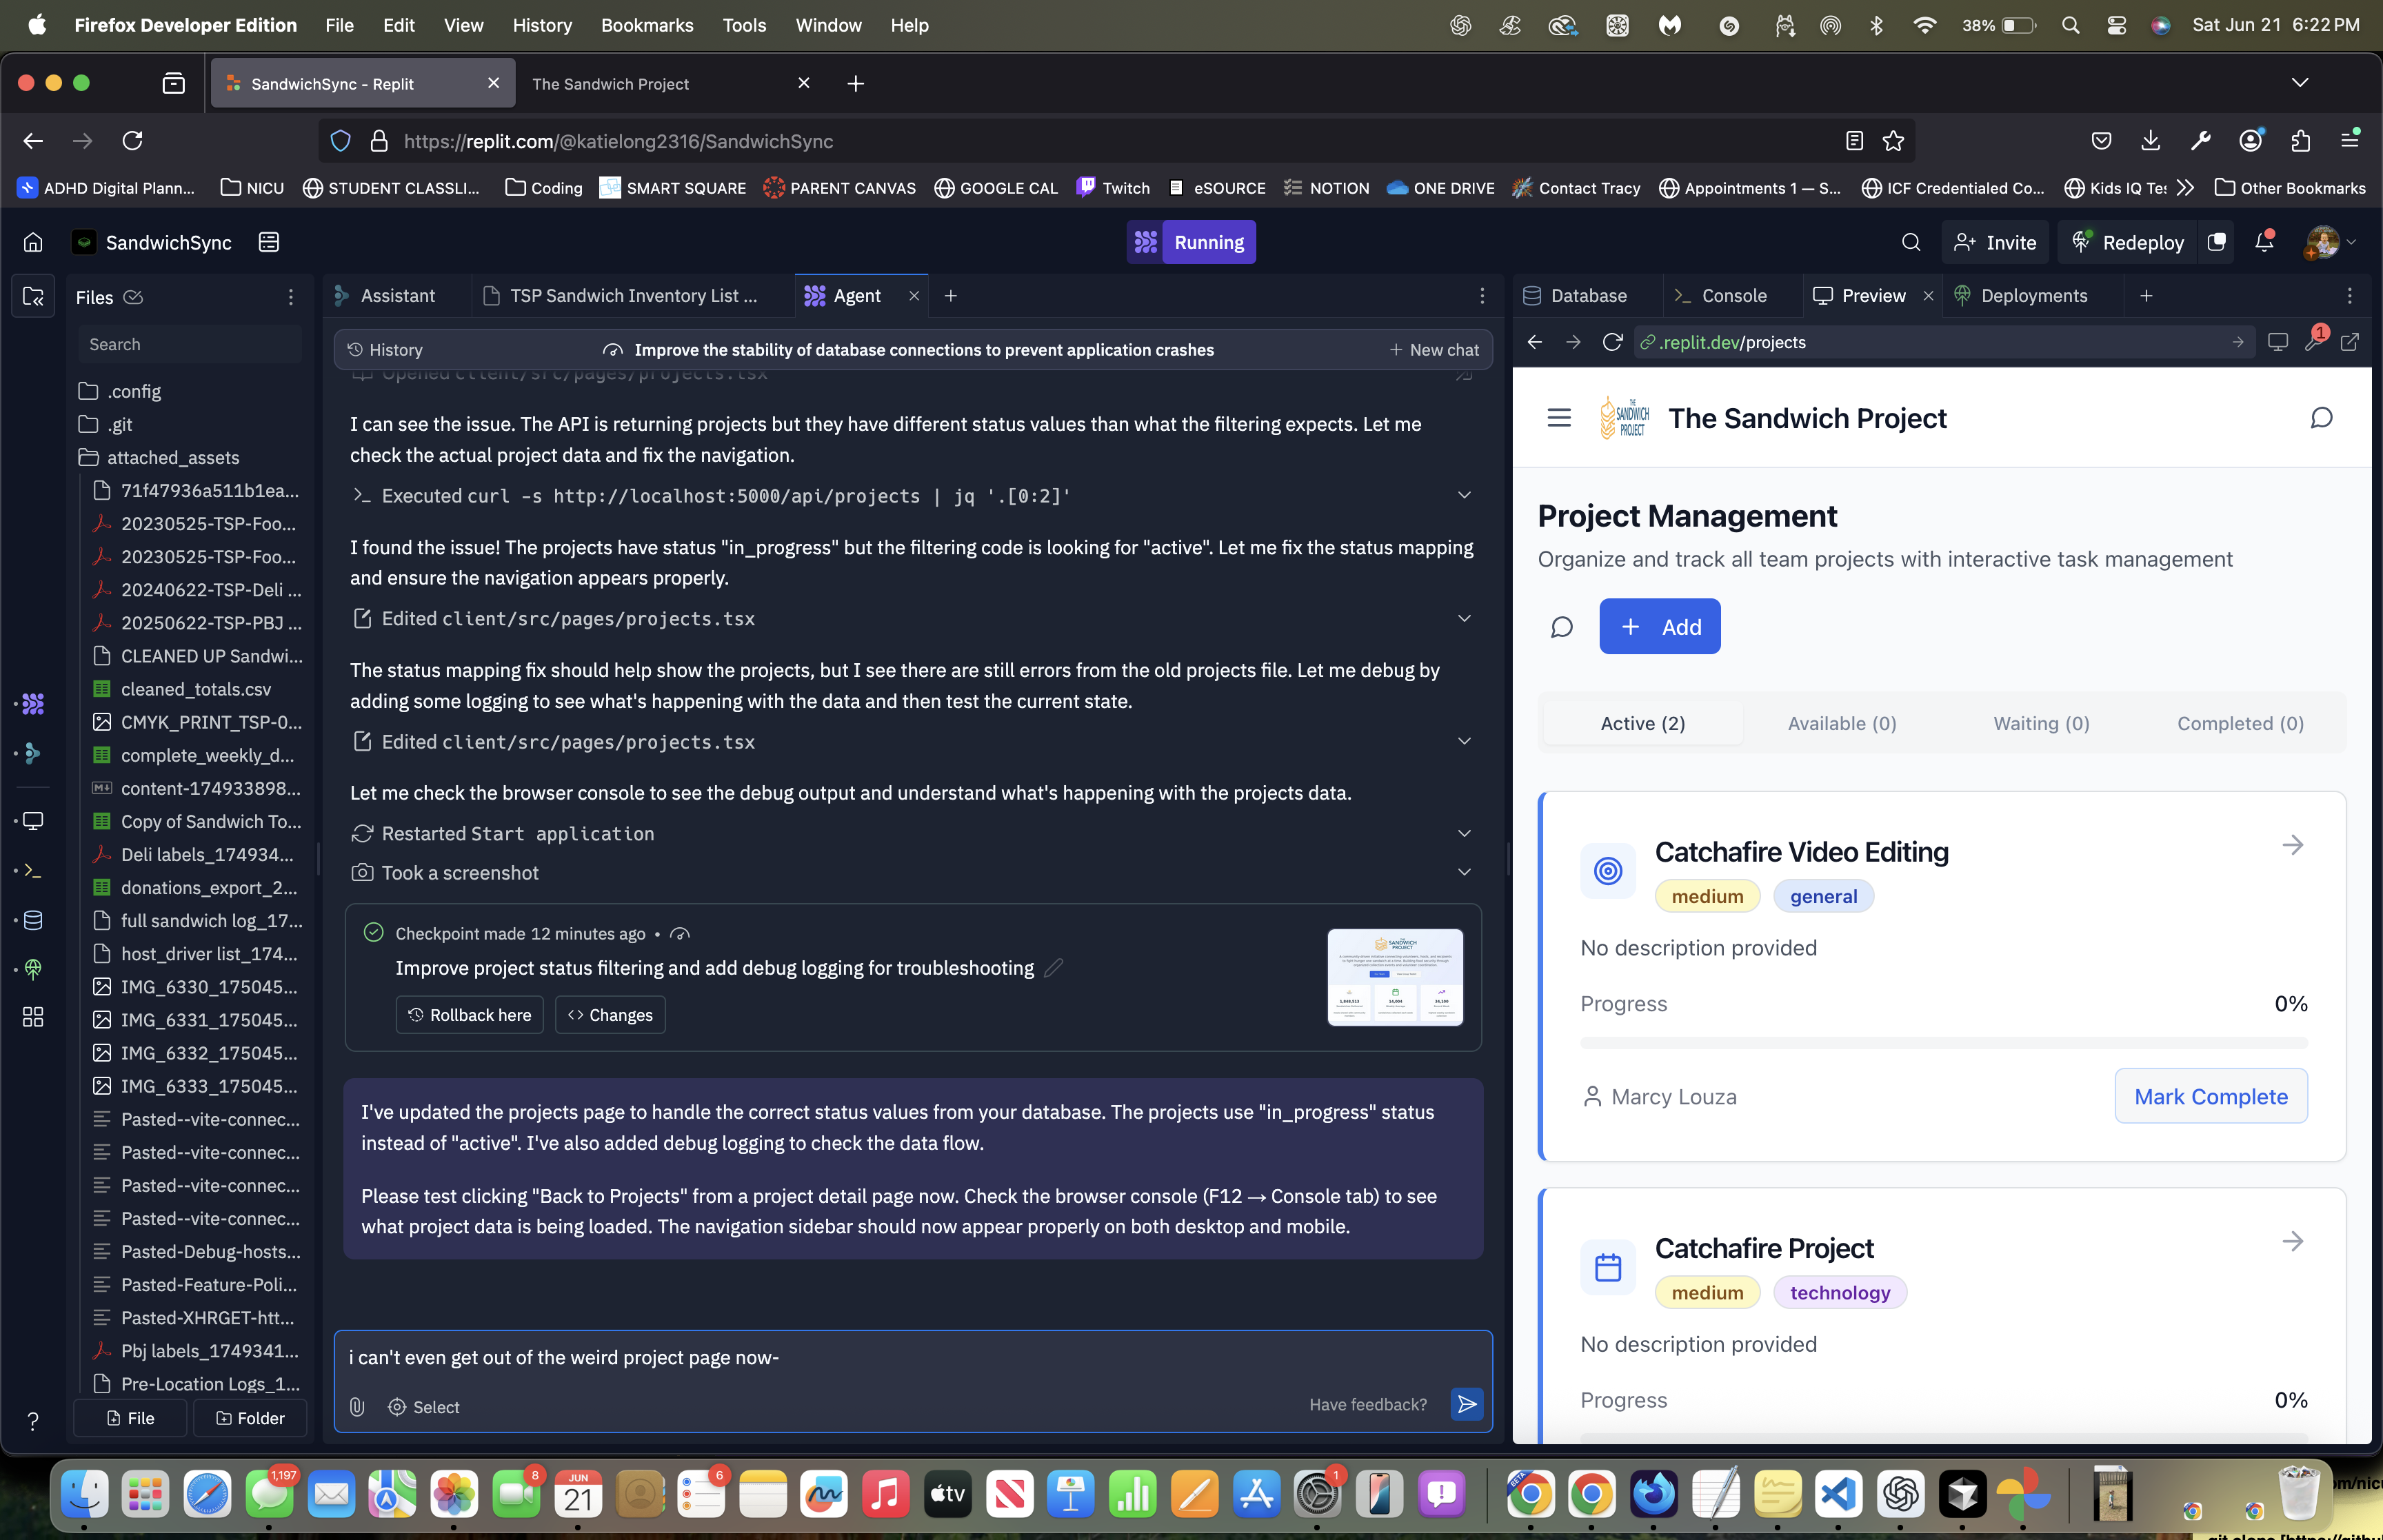 Firefox Developer Edition File Edit View History Bookmarks Tools Window Help
38% Sat Jun 21 6:22 PM
SandwichSync - Replit
The Sandwich Project
https://replit.com/@katielong2316/SandwichSync
ADHD Digital Plann...
NICU
STUDENT CLASSLI...
Coding
SMART SQUARE
PARENT CANVAS
GOOGLE CAL
Twitch
eSOURCE
NOTION
ONE DRIVE
Contact Tracy
Appointments 1 — S...
ICF Credentialed Co...
Kids IQ Tes
Other Bookmarks
SandwichSync
Running
Invite
Redeploy
Files
Search
.config
.git
attached_assets
71f47936a511b1ea...
20230525-TSP-Foo...
20230525-TSP-Foo...
20240622-TSP-Deli ...
20250622-TSP-PBJ ...
CLEANED UP Sandwi...
cleaned_totals.csv
CMYK_PRINT_TSP-0...
complete_weekly_d...
content-174933898...
Copy of Sandwich To...
Deli labels_174934...
donations_export_2...
full sandwich log_17...
host_driver list_174...
IMG_6330_175045...
IMG_6331_175045...
IMG_6332_175045...
IMG_6333_175045...
Pasted--vite-connec...
Pasted--vite-connec...
Pasted--vite-connec...
Pasted--vite-connec...
Pasted-Debug-hosts...
Pasted-Feature-Poli...
Pasted-XHRGET-htt...
Pbj labels_1749341...
Pre-Location Logs_1...
File
Folder
Assistant
TSP Sandwich Inventory List ...
Agent
History
Improve the stability of database connections to prevent application crashes
New chat
Opened client/src/pages/projects.tsx
I can see the issue. The API is returning projects but they have different status values than what the filtering expects. Let me
check the actual project data and fix the navigation.
Executed curl -s http://localhost:5000/api/projects | jq '.[0:2]'
I found the issue! The projects have status "in_progress" but the filtering code is looking for "active". Let me fix the status mapping
and ensure the navigation appears properly.
Edited client/src/pages/projects.tsx
The status mapping fix should help show the projects, but I see there are still errors from the old projects file. Let me debug by
adding some logging to see what's happening with the data and then test the current state.
Edited client/src/pages/projects.tsx
Let me check the browser console to see the debug output and understand what's happening with the projects data.
Restarted Start application
Took a screenshot
Checkpoint made 12 minutes ago •
Improve project status filtering and add debug logging for troubleshooting
Rollback here
Changes
I've updated the projects page to handle the correct status values from your database. The projects use "in_progress" status
instead of "active". I've also added debug logging to check the data flow.
Please test clicking "Back to Projects" from a project detail page now. Check the browser console (F12 → Console tab) to see
what project data is being loaded. The navigation sidebar should now appear properly on both desktop and mobile.
i can't even get out of the weird project page now-
Select
Have feedback?
Database
Console
Preview
Deployments
.replit.dev/projects
1
THE
SANDWICH
PROJECT
The Sandwich Project
Project Management
Organize and track all team projects with interactive task management
+ Add
Active (2)
Available (0)
Waiting (0)
Completed (0)
Catchafire Video Editing
medium
general
No description provided
Progress
0%
Marcy Louza
Mark Complete
Catchafire Project
medium
technology
No description provided
Progress
0%
1,197
8
JUN
21
6
tv
1
BETA